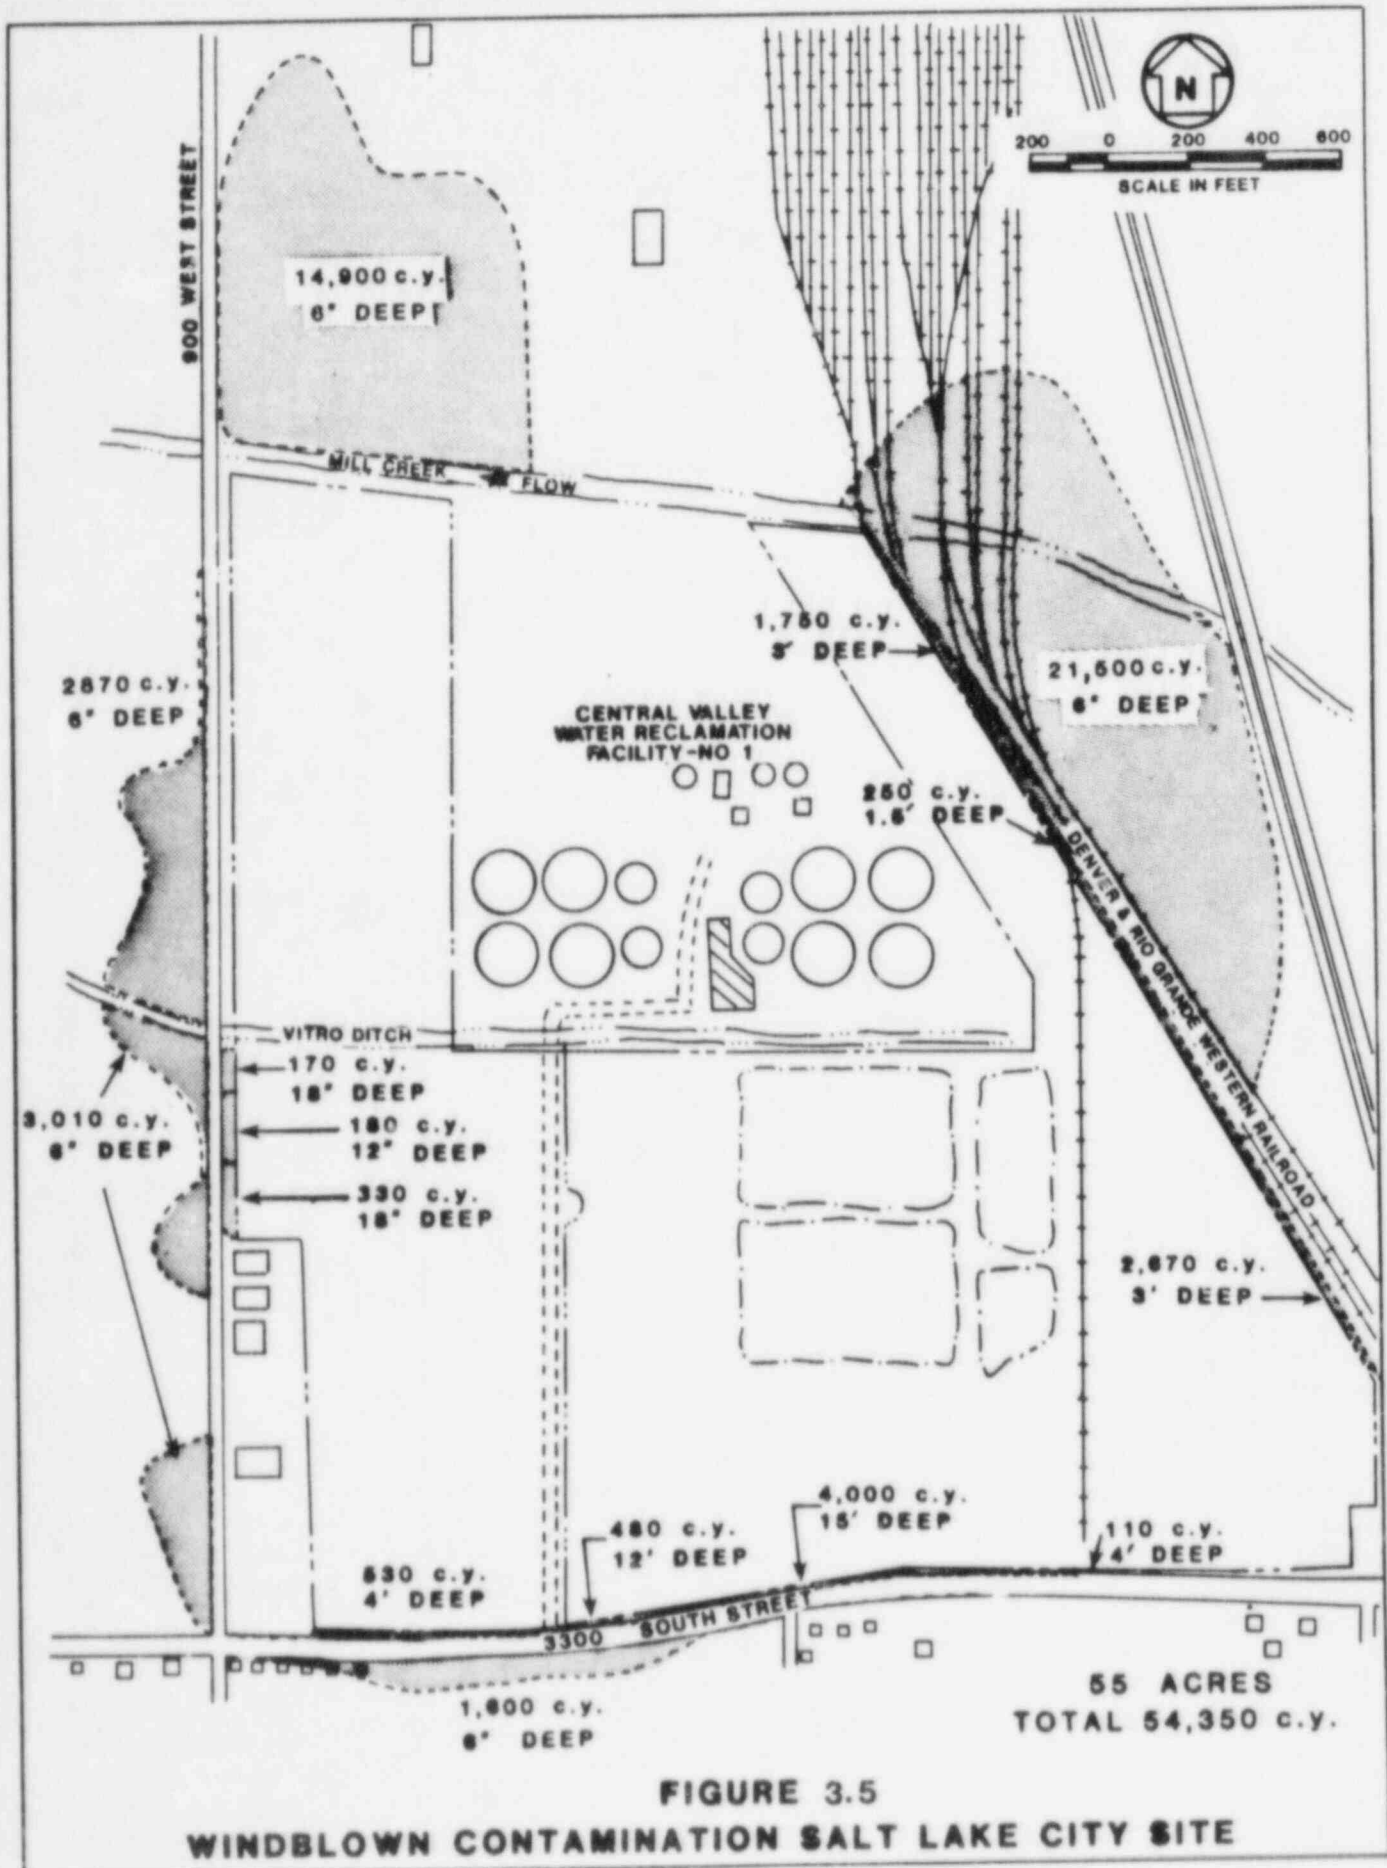 N
200 0 200 400 600
SCALE IN FEET
900 WEST STREET
14,900 c.y.
6" DEEP
MILL CREEK
FLOW
1,750 c.y.
3' DEEP
21,500 c.y.
6" DEEP
2870 c.y.
6" DEEP
CENTRAL VALLEY
WATER RECLAMATION
FACILITY-NO 1
250 c.y.
1.5' DEEP
DENVER & RIO GRANDE WESTERN RAILROAD
VITRO DITCH
170 c.y.
18" DEEP
3,010 c.y.
6" DEEP
180 c.y.
12" DEEP
330 c.y.
18" DEEP
2,670 c.y.
3' DEEP
4,000 c.y.
15' DEEP
480 c.y.
12' DEEP
110 c.y.
4' DEEP
530 c.y.
4' DEEP
3300 SOUTH STREET
1,600 c.y.
6" DEEP
55 ACRES
TOTAL 54,350 c.y.
FIGURE 3.5
WINDBLOWN CONTAMINATION SALT LAKE CITY SITE